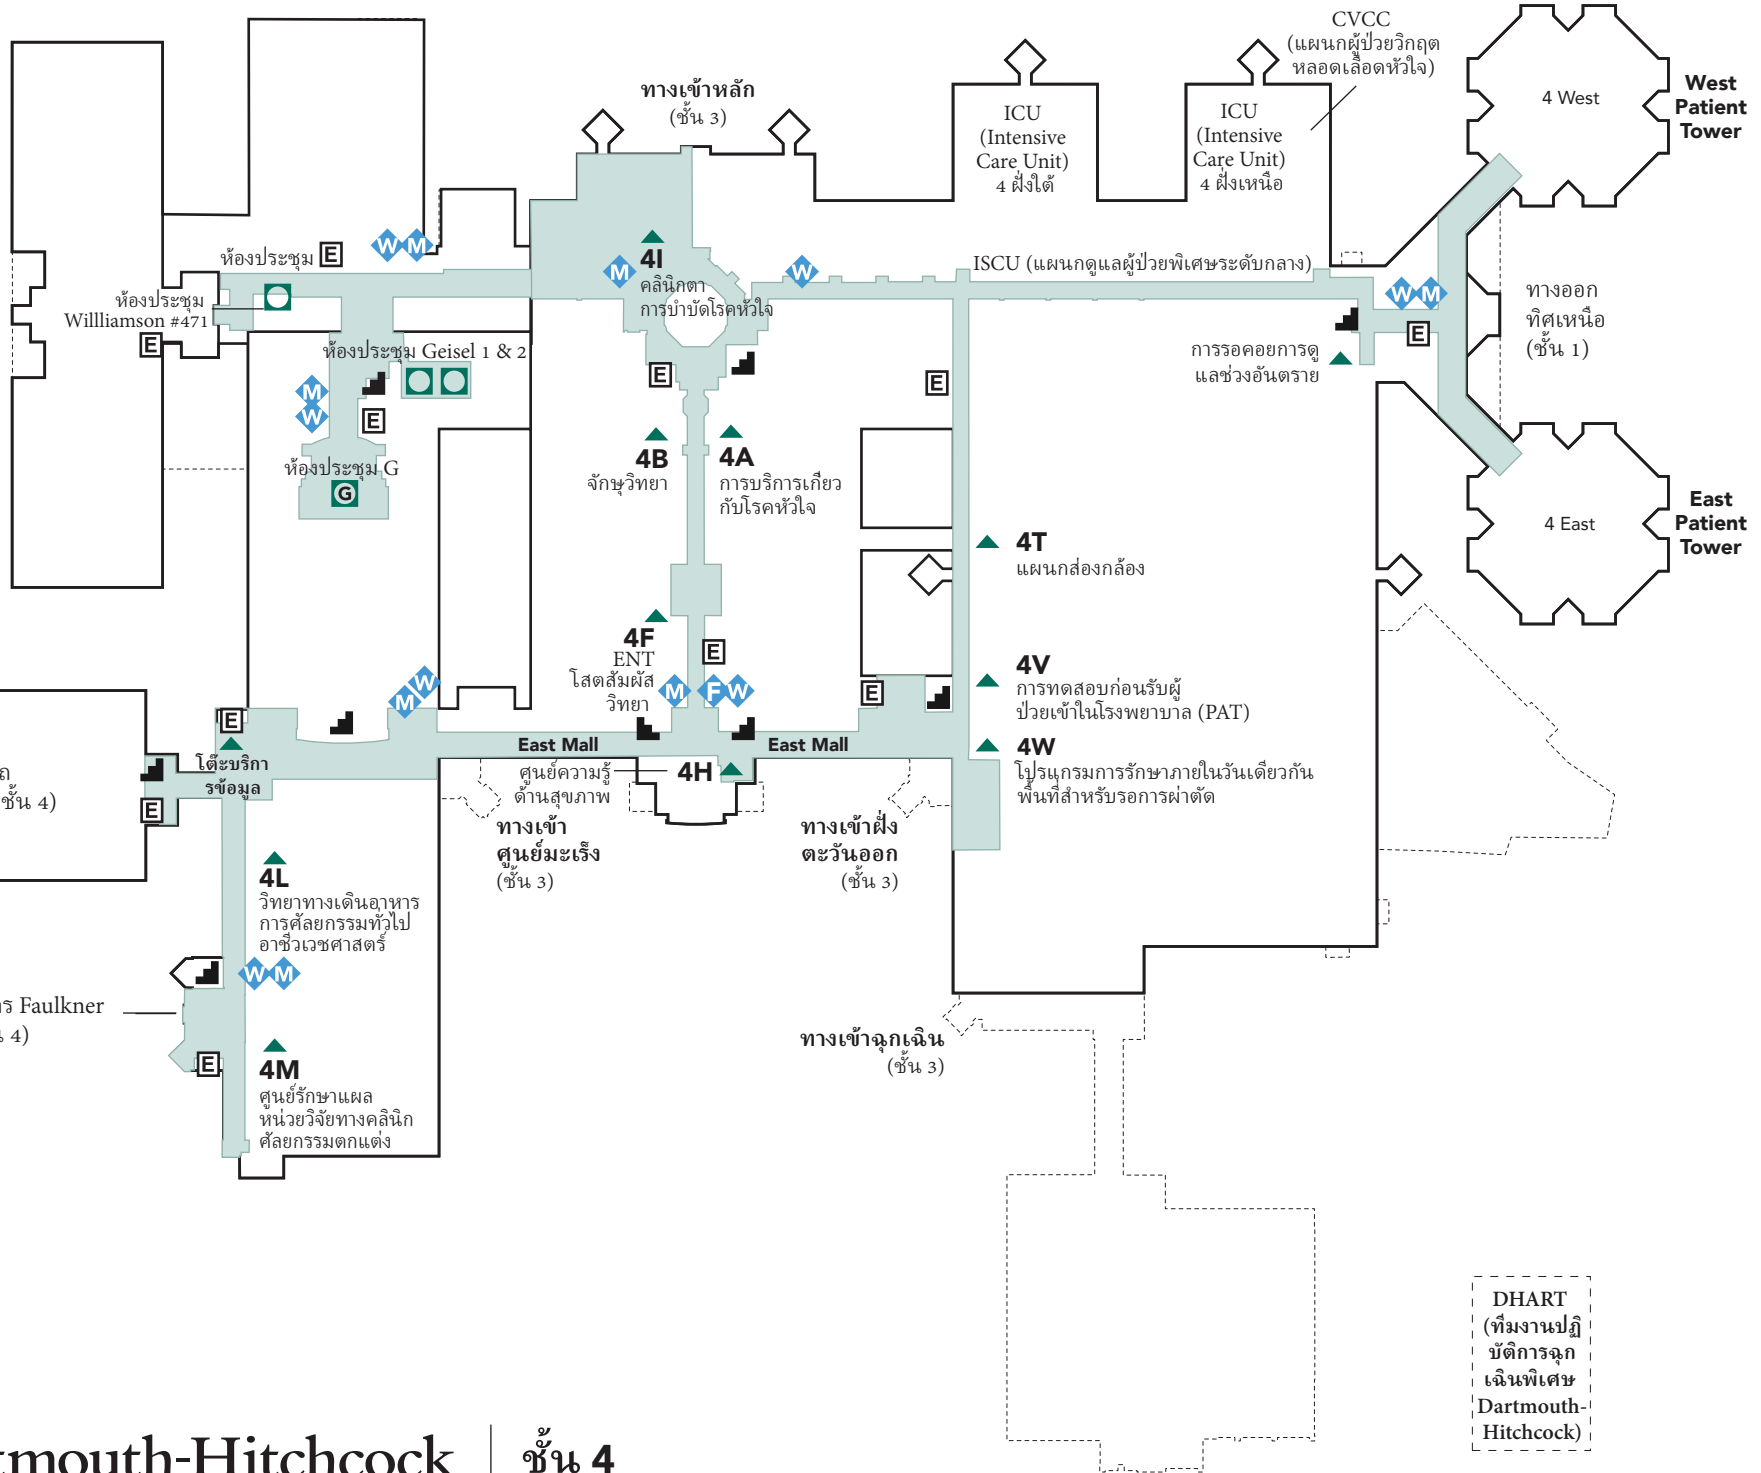 CVCC
(แผนกผู้ป่วยวิกฤต
หลอดเลือดหัวใจ)
4 West
West
Patient
Tower
ทางเข้าหลัก
(ชั้น 3)
ICU
(Intensive
Care Unit)
4 ฝั่งใต้
ICU
(Intensive
Care Unit)
4 ฝั่งเหนือ
ห้องประชุม
E
W M
M
4I
คลินิกตา
การบำบัดโรคหัวใจ
W
ISCU (แผนกดูแลผู้ป่วยพิเศษระดับกลาง)
W M
E
ทางออก
ทิศเหนือ
(ชั้น 1)
ห้องประชุม
Willliamson #471
E
ห้องประชุม Geisel 1 & 2
M
W
E
E
E
การรอคอยการดู
แลช่วงอันตราย
ห้องประชุม G
G
4B
จักษุวิทยา
4A
การบริการเกี่ยว
กับโรคหัวใจ
4 East
East
Patient
Tower
4T
แผนกส่องกล้อง
4F
ENT
โสตสัมผัส
วิทยา
E
M
F W
W
M
E
4V
การทดสอบก่อนรับผู้
ป่วยเข้าในโรงพยาบาล (PAT)
E
East Mall
East Mall
4W
โปรแกรมการรักษาภายในวันเดียวกัน
พื้นที่สำหรับรอการผ่าตัด
โต๊ะบริกา
รข้อมูล
ศูนย์ความรู้
ด้านสุขภาพ
4H
ถ
ชั้น 4)
E
ทางเข้า
ศูนย์มะเร็ง
(ชั้น 3)
ทางเข้าฝั่ง
ตะวันออก
(ชั้น 3)
4L
วิทยาทางเดินอาหาร
การศัลยกรรมทั่วไป
อาชีวเวชศาสตร์
W M
ร Faulkner
4)
E
4M
ศูนย์รักษาแผล
หน่วยวิจัยทางคลินิก
ศัลยกรรมตกแต่ง
ทางเข้าฉุกเฉิน
(ชั้น 3)
DHART
(ทีมงานปฏิ
บัติการฉุก
เฉินพิเศษ
Dartmouth-
Hitchcock)
tmouth-Hitchcock
ชั้น 4